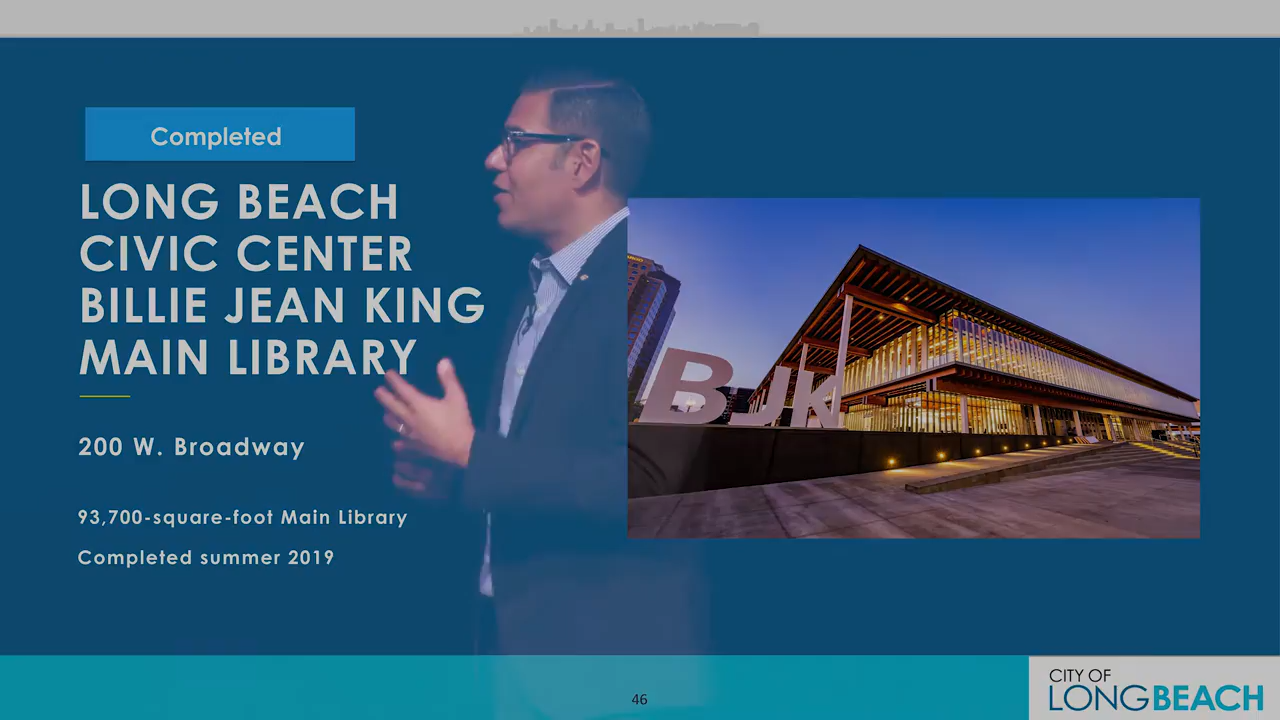 Completed
LONG BEACH
CIVIC CENTER
BILLIE JEAN KING
MAIN LIBRARY
200 W. Broadway
93,700-square-foot Main Library
Completed summer 2019
BJK
46
CITY OF
LONGBEACH